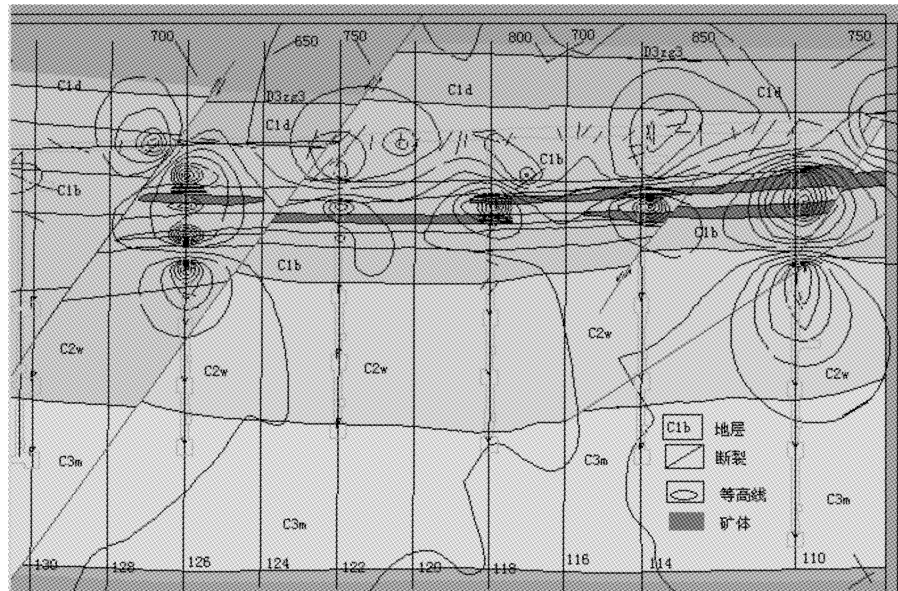 700 650 750 800 700 850 750
D3zg3
C1d D3zg3 C1d
C1d
C1b
C1b
C1b
C1b
C2w C2w C2w C2w C2w
C1b 地层
断裂
C3m C3m
等高线
C3m C3m
矿体
130 128 126 124 122 120 118 116 114 110